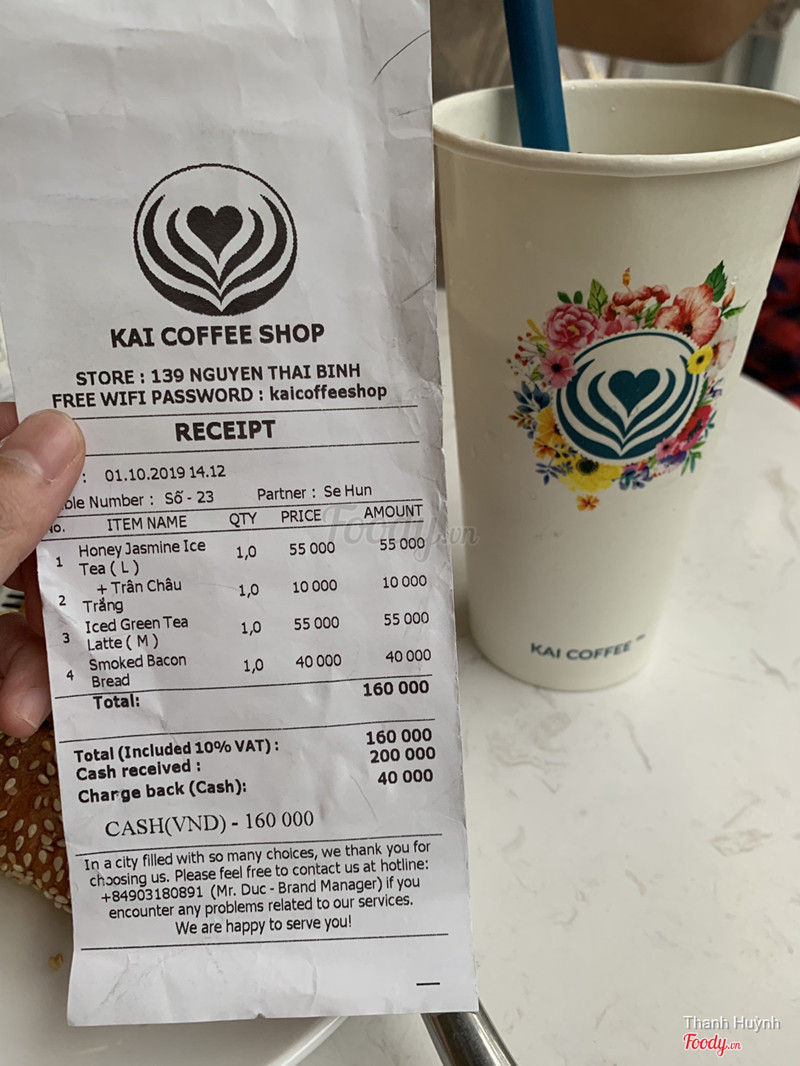 KAI COFFEE SHOP
STORE : 139 NGUYEN THAI BINH
FREE WIFI PASSWORD : kaicoffeeshop
RECEIPT
: 01.10.2019 14.12
ble Number : Số - 23 Partner : Se Hun
No. ITEM NAME QTY PRICE AMOUNT
1 Honey Jasmine Ice Tea ( L ) 1,0 55 000 55 000
2 + Trân Châu Trắng 1,0 10 000 10 000
3 Iced Green Tea Latte ( M ) 1,0 55 000 55 000
4 Smoked Bacon Bread 1,0 40 000 40 000
Total: 160 000
Total (Included 10% VAT) : 160 000
Cash received : 200 000
Charge back (Cash): 40 000
CASH(VND) - 160 000
In a city filled with so many choices, we thank you for
choosing us. Please feel free to contact us at hotline:
+84903180891 (Mr. Duc - Brand Manager) if you
encounter any problems related to our services.
We are happy to serve you!
KAI COFFEE ™
Foody.vn
Thanh Huỳnh
Foody.vn